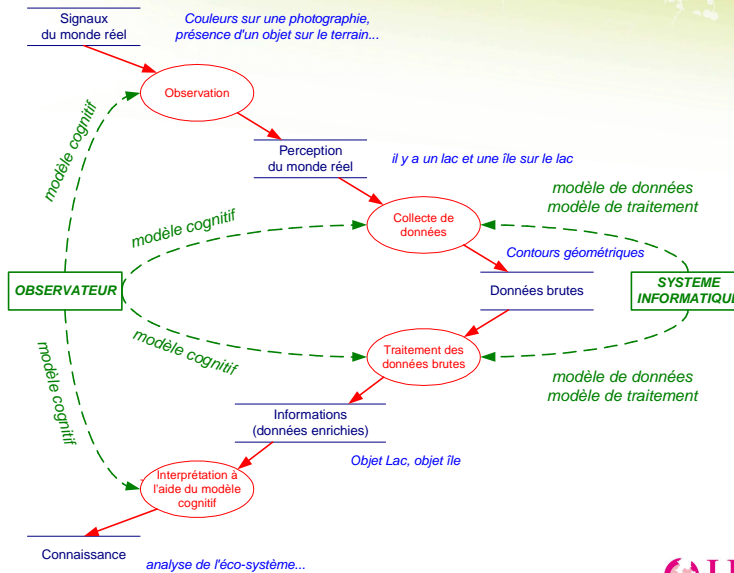 Signaux
du monde réel
Couleurs sur une photographie,
présence d'un objet sur le terrain...
Observation
modèle cognitif
Perception
du monde réel
il y a un lac et une île sur le lac
modèle de données
modèle de traitement
modèle cognitif
Collecte de
données
Contours géométriques
OBSERVATEUR
Données brutes
SYSTEME
INFORMATIQUE
modèle cognitif
modèle cognitif
Traitement des
données brutes
modèle de données
modèle de traitement
Informations
(données enrichies)
Objet Lac, objet île
Interprétation à
l'aide du modèle
cognitif
Connaissance
analyse de l'éco-système...